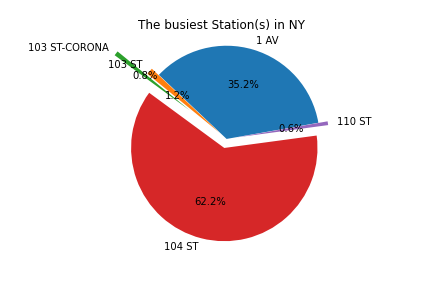 The busiest Station(s) in NY
1 AV
103 ST-CORONA
103 ST
0.8%
35.2%
1.2%
110 ST
0.6%
62.2%
104 ST